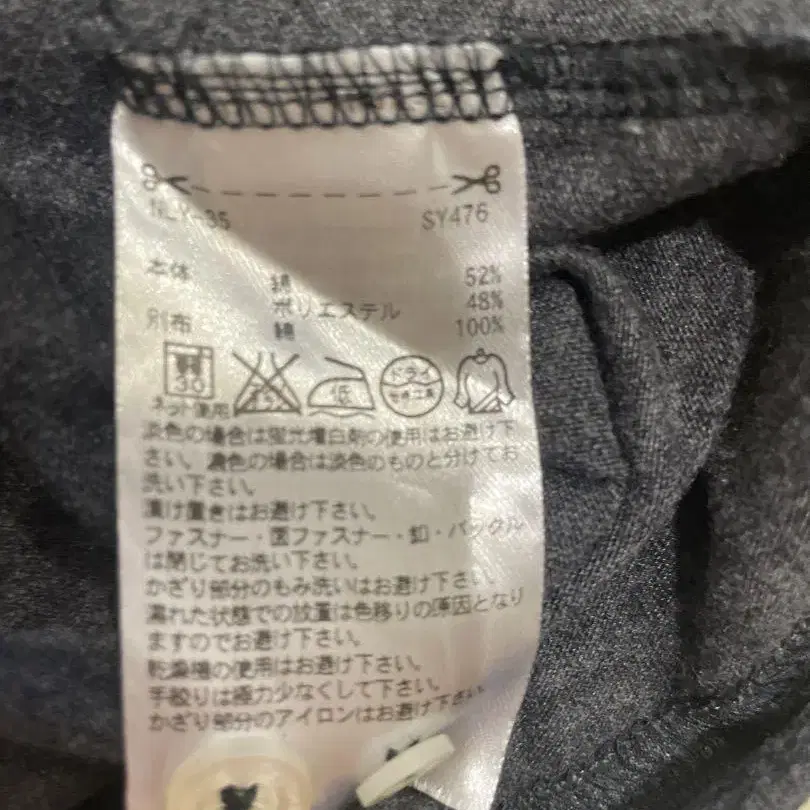 NLY-35 SY476
本体 綿 52%
ポリエステル 48%
別布 綿 100%
30 低 ドライ セキユ系
ネット使用
淡色の場合は蛍光増白剤の使用はお避け下
さい。濃色の場合は淡色のものと分けてお
洗い下さい。
漬け置きはお避け下さい。
ファスナー・面ファスナー・釦・バックル
は閉じてお洗い下さい。
かざり部分のもみ洗いはお避け下さい。
濡れた状態での放置は色移りの原因となり
ますのでお避け下さい。
乾燥機の使用はお避け下さい。
手絞りは極力少なくして下さい。
かざり部分のアイロンはお避け下さい